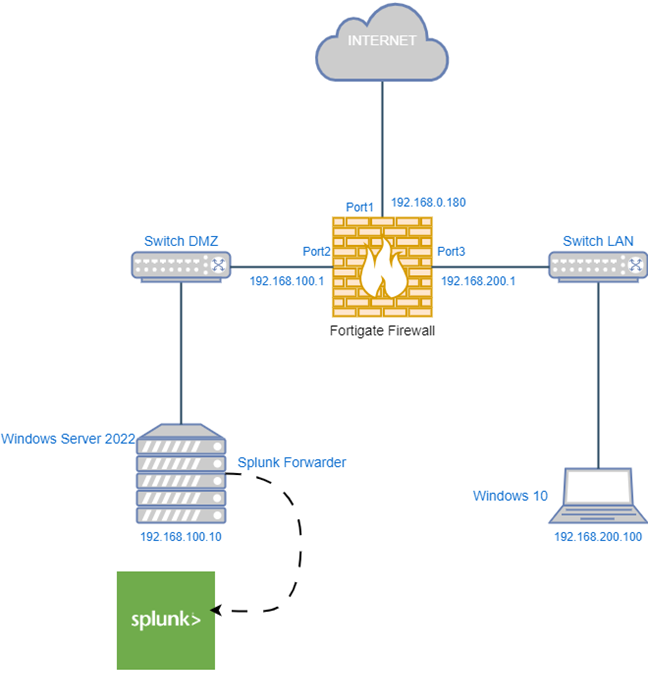 INTERNET
Port1
192.168.0.180
Switch DMZ
Port2
Port3
Switch LAN
192.168.100.1
192.168.200.1
Fortigate Firewall
Windows Server 2022
Splunk Forwarder
Windows 10
192.168.100.10
192.168.200.100
splunk>